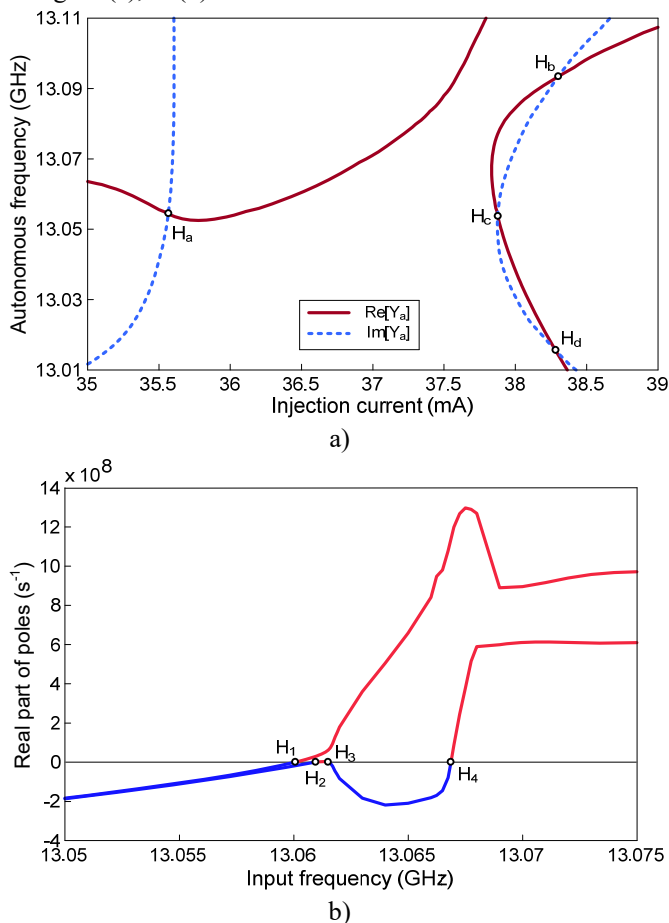 13.11
13.09
13.07
13.05
13.03
13.01
Autonomous frequency (GHz)
Ha
Hb
Hc
Hd
Re[Ya]
Im[Ya]
35 35.5 36 36.5 37 37.5 38 38.5 39
Injection current (mA)
a)
x 10^8
14
12
10
8
6
4
2
0
-2
-4
Real part of poles (s-1)
H1
H2
H3
H4
13.05 13.055 13.06 13.065 13.07 13.075
Input frequency (GHz)
b)